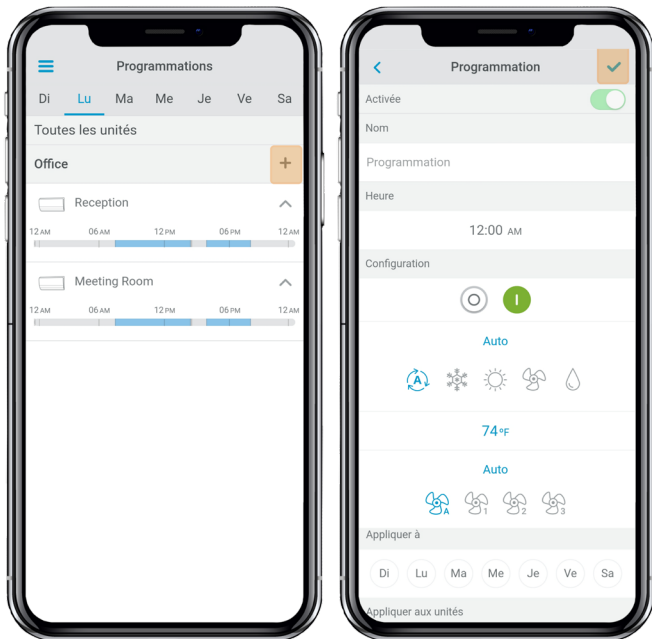 Programmations
Di Lu Ma Me Je Ve Sa
Toutes les unités
Office +
Reception
12 AM 06 AM 12 PM 06 PM 12 AM
Meeting Room
12 AM 06 AM 12 PM 06 PM 12 AM
Programmation
Activée
Nom
Programmation
Heure
12:00 AM
Configuration
Auto
A
74°F
Auto
A 1 2 3
Appliquer à
Di Lu Ma Me Je Ve Sa
Appliquer aux unités